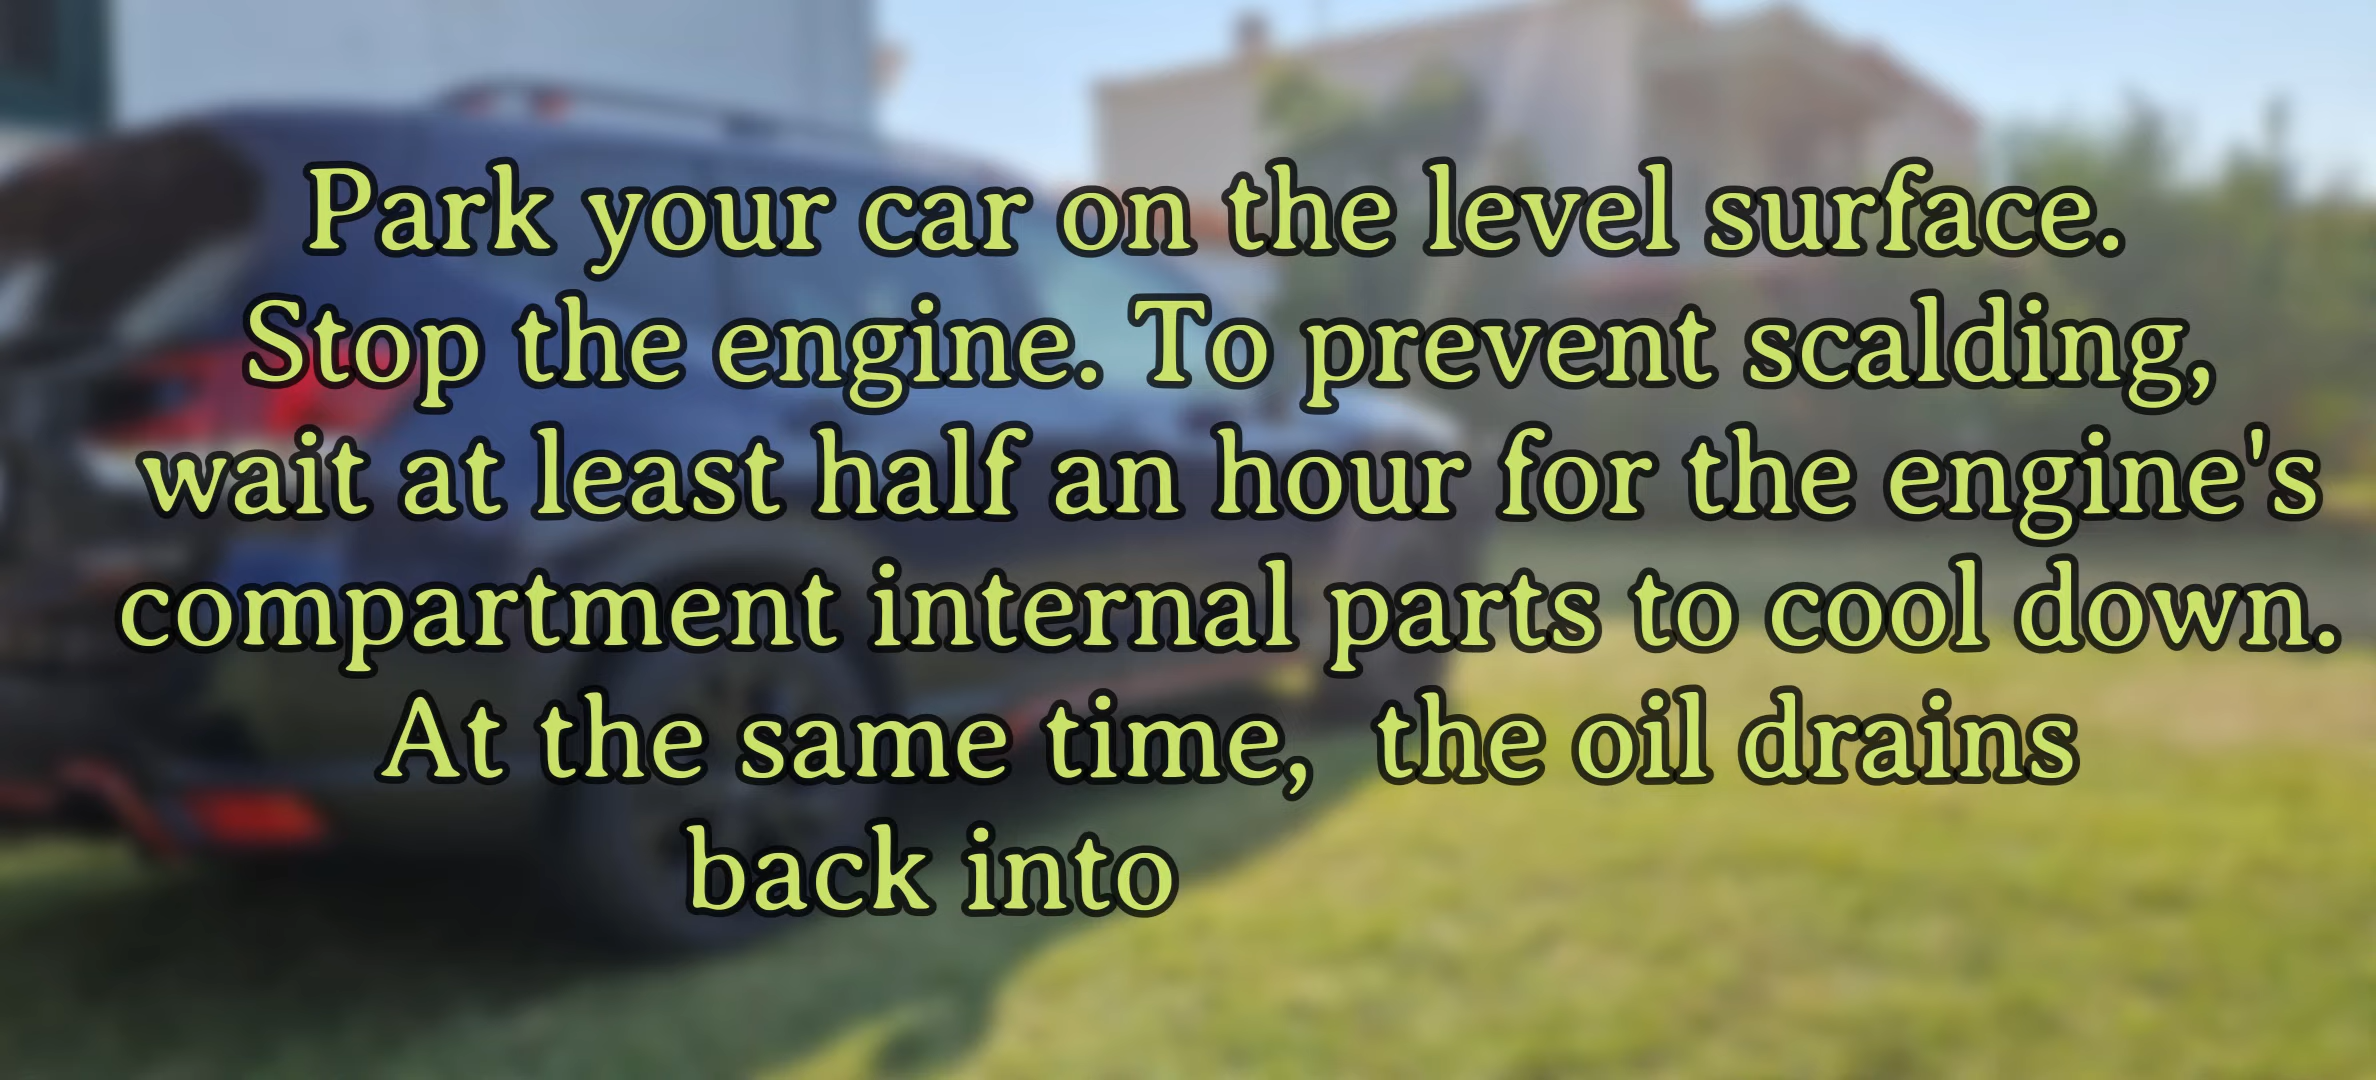 Park your car on the level surface.
Stop the engine. To prevent scalding,
wait at least half an hour for the engine's
compartment internal parts to cool down.
At the same time,  the oil drains
back into